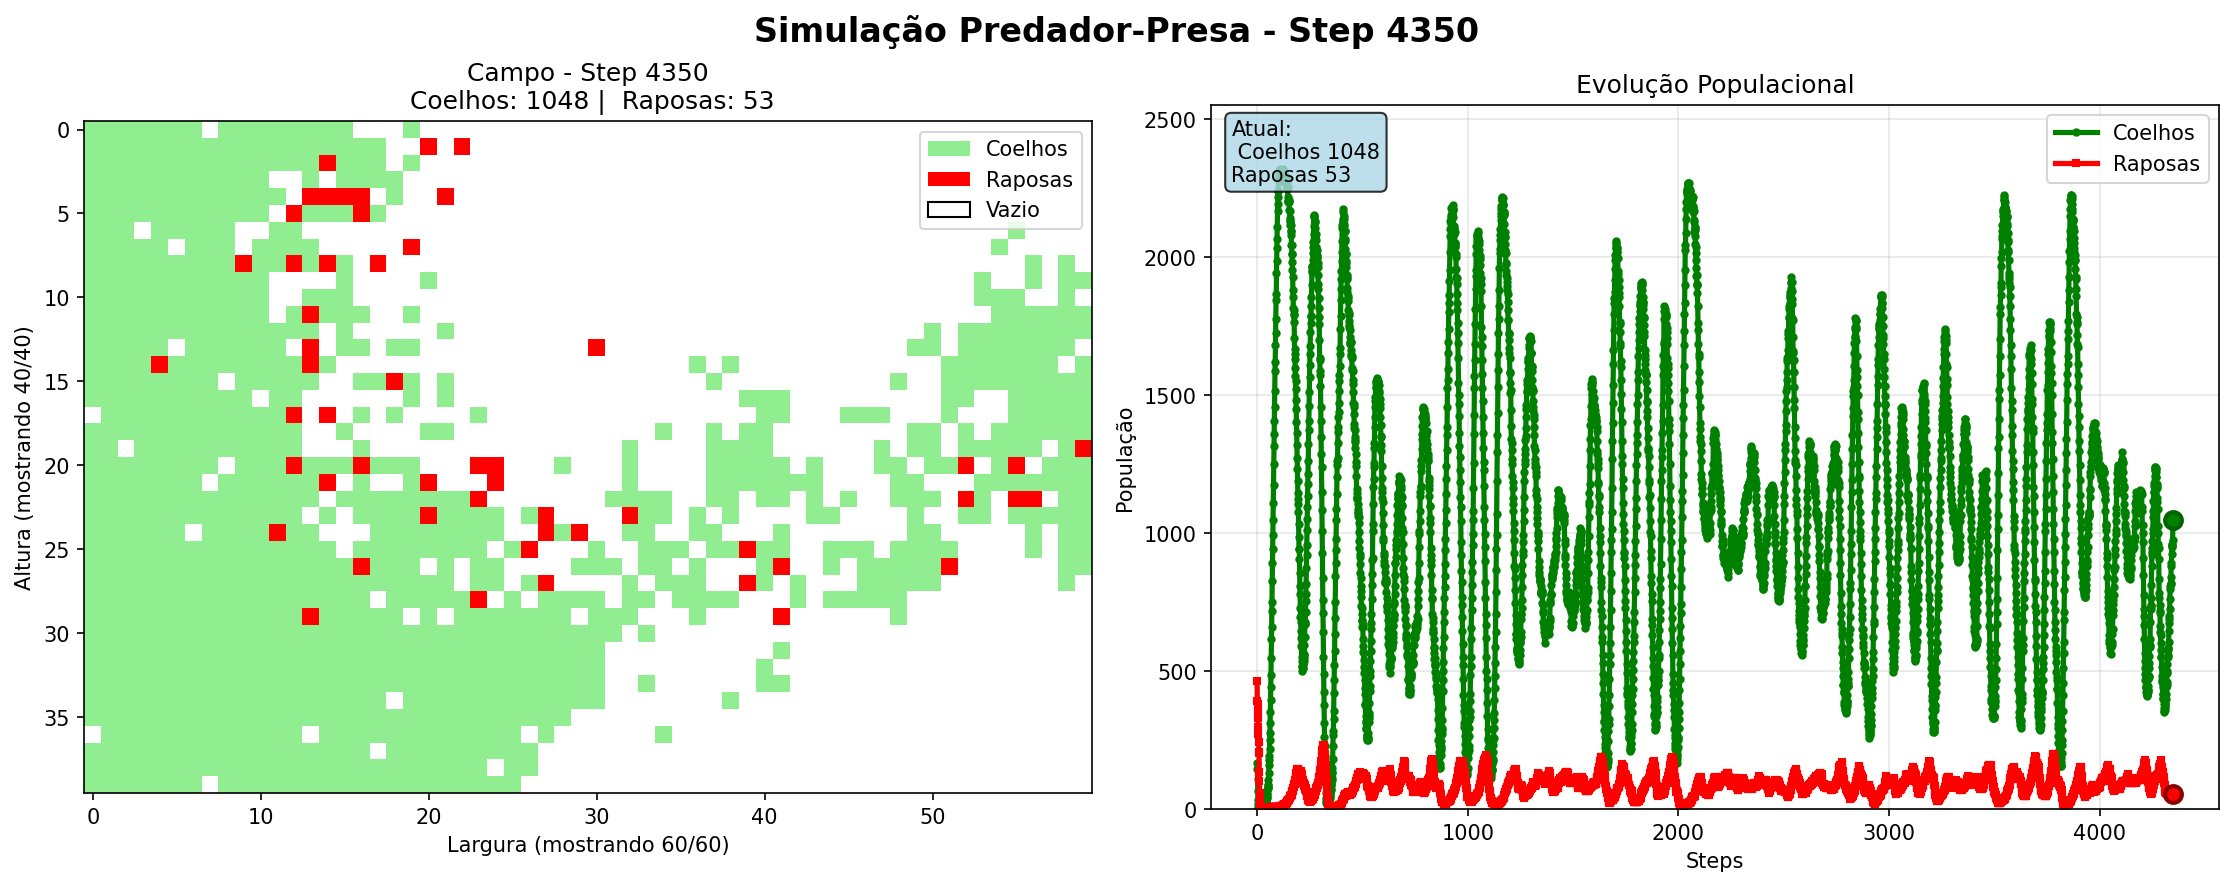 Simulação Predador-Presa - Step 4350
Campo - Step 4350
Coelhos: 1048 |  Raposas: 53
Coelhos
Raposas
Vazio
0
5
10
15
20
25
30
35
Altura (mostrando 40/40)
0
10
20
30
40
50
Largura (mostrando 60/60)
Evolução Populacional
Atual:
Coelhos 1048
Raposas 53
Coelhos
Raposas
2500
2000
1500
1000
500
0
População
0
1000
2000
3000
4000
Steps